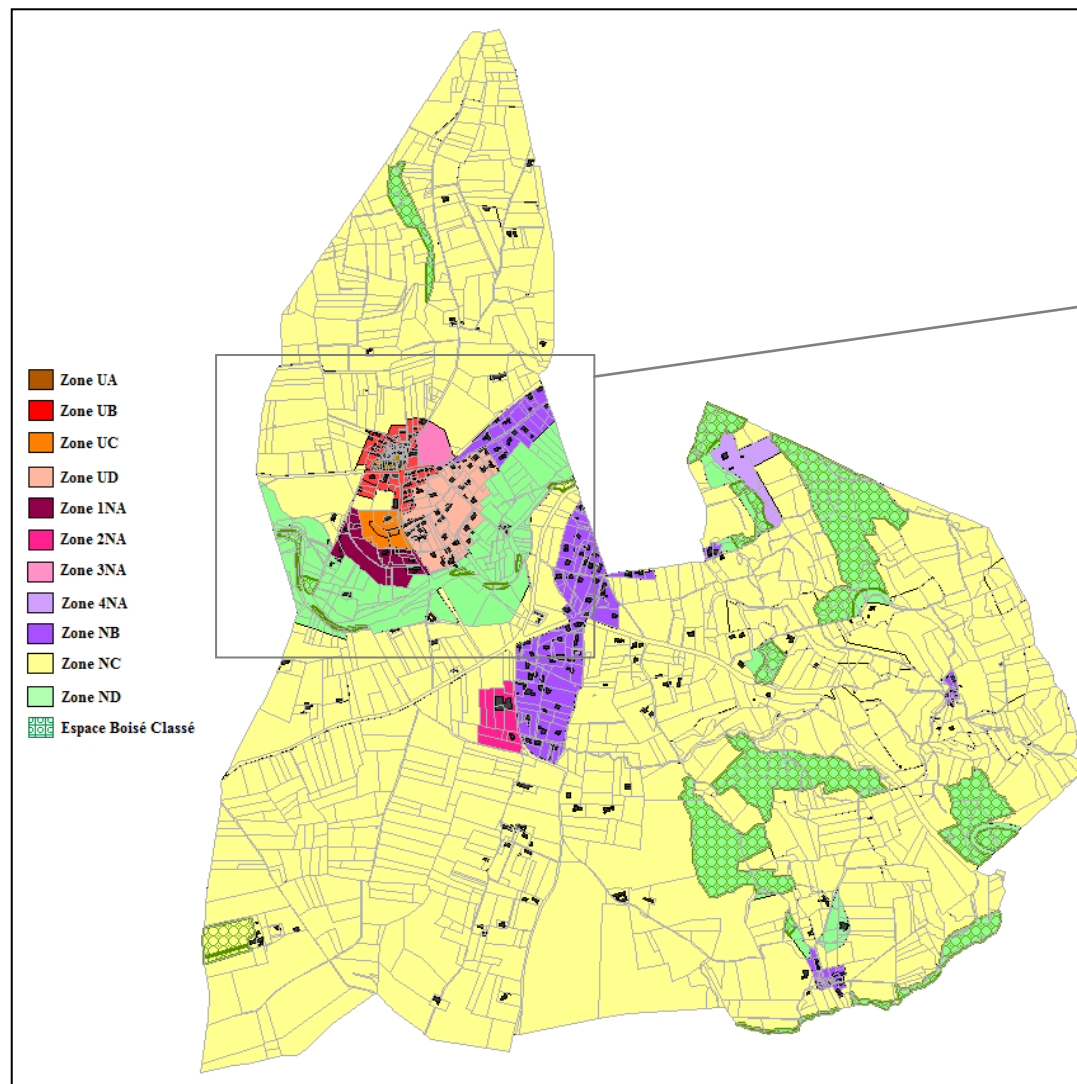 Zone UA
Zone UB
Zone UC
Zone UD
Zone 1NA
Zone 2NA
Zone 3NA
Zone 4NA
Zone NB
Zone NC
Zone ND
Espace Boisé Classé